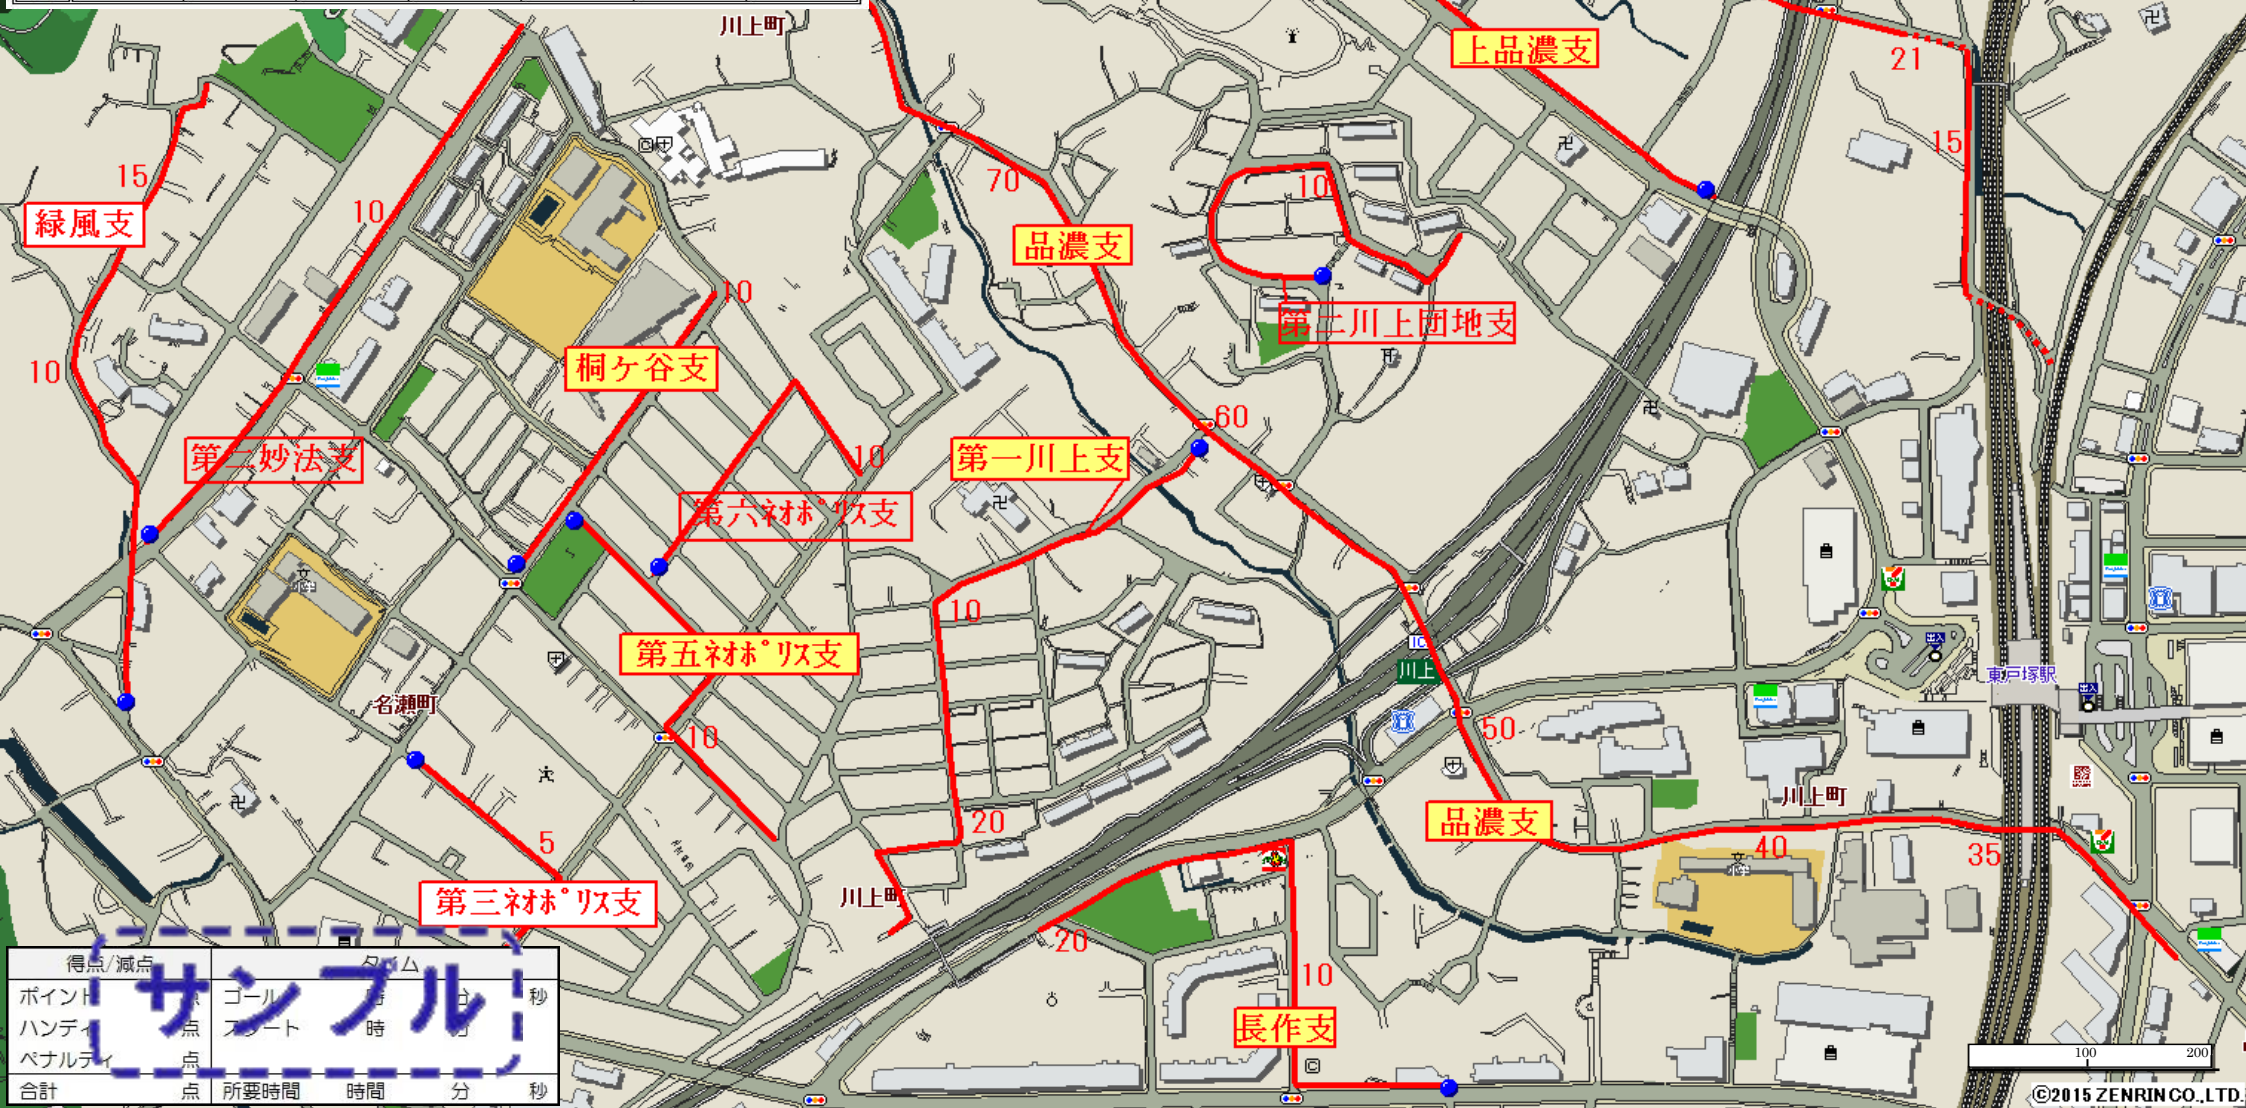 川上町
上品濃支
21
15
15
70
10
10
緑風支
品濃支
10
第二川上団地支
桐ケ谷支
10
60
第二妙法支
第一川上支
10
第六ネオポリス支
10
第五ネオポリス支
IC
川上
東戸塚駅
出入
出入
名瀬町
10
50
川上町
品濃支
20
5
40
35
第三ネオポリス支
川上町
20
10
長作支
サンプル
得点/減点 タイム
ポイント 点 ゴール 時 分 秒
ハンディ 点 スタート 時 分
ペナルティ 点
合計 点 所要時間 時間 分 秒
100 200
©2015 ZENRIN CO., LTD.